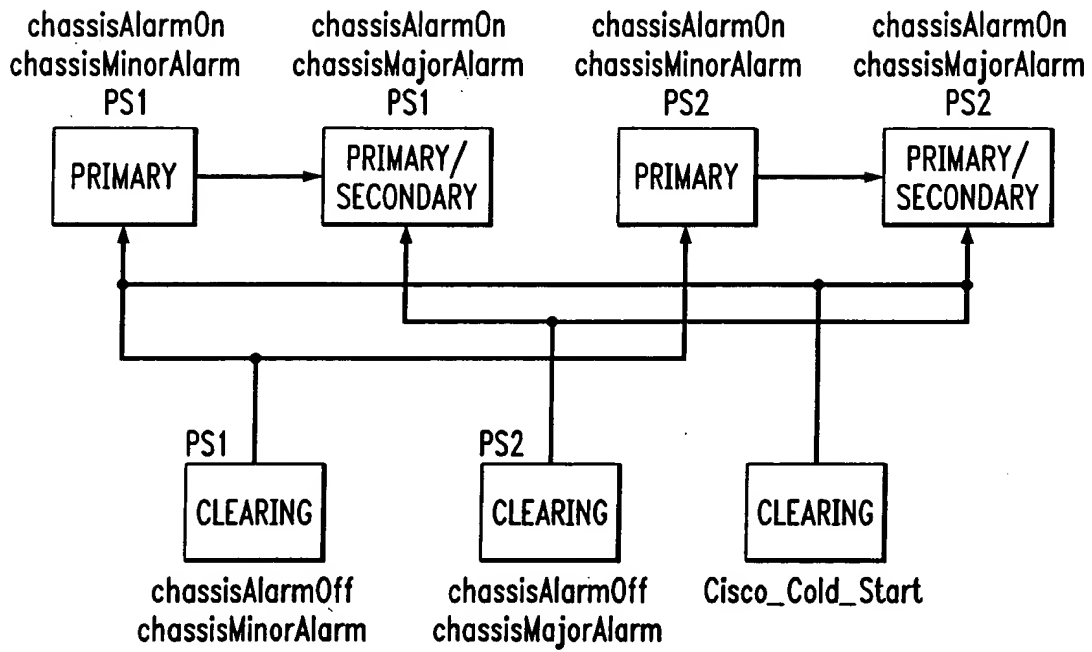 chassisAlarmOn
chassisMinorAlarm
PS1
chassisAlarmOn
chassisMajorAlarm
PS1
chassisAlarmOn
chassisMinorAlarm
PS2
chassisAlarmOn
chassisMajorAlarm
PS2
PRIMARY
PRIMARY/
SECONDARY
PRIMARY
PRIMARY/
SECONDARY
PS1
CLEARING
chassisAlarmOff
chassisMinorAlarm
PS2
CLEARING
chassisAlarmOff
chassisMajorAlarm
CLEARING
Cisco_Cold_Start